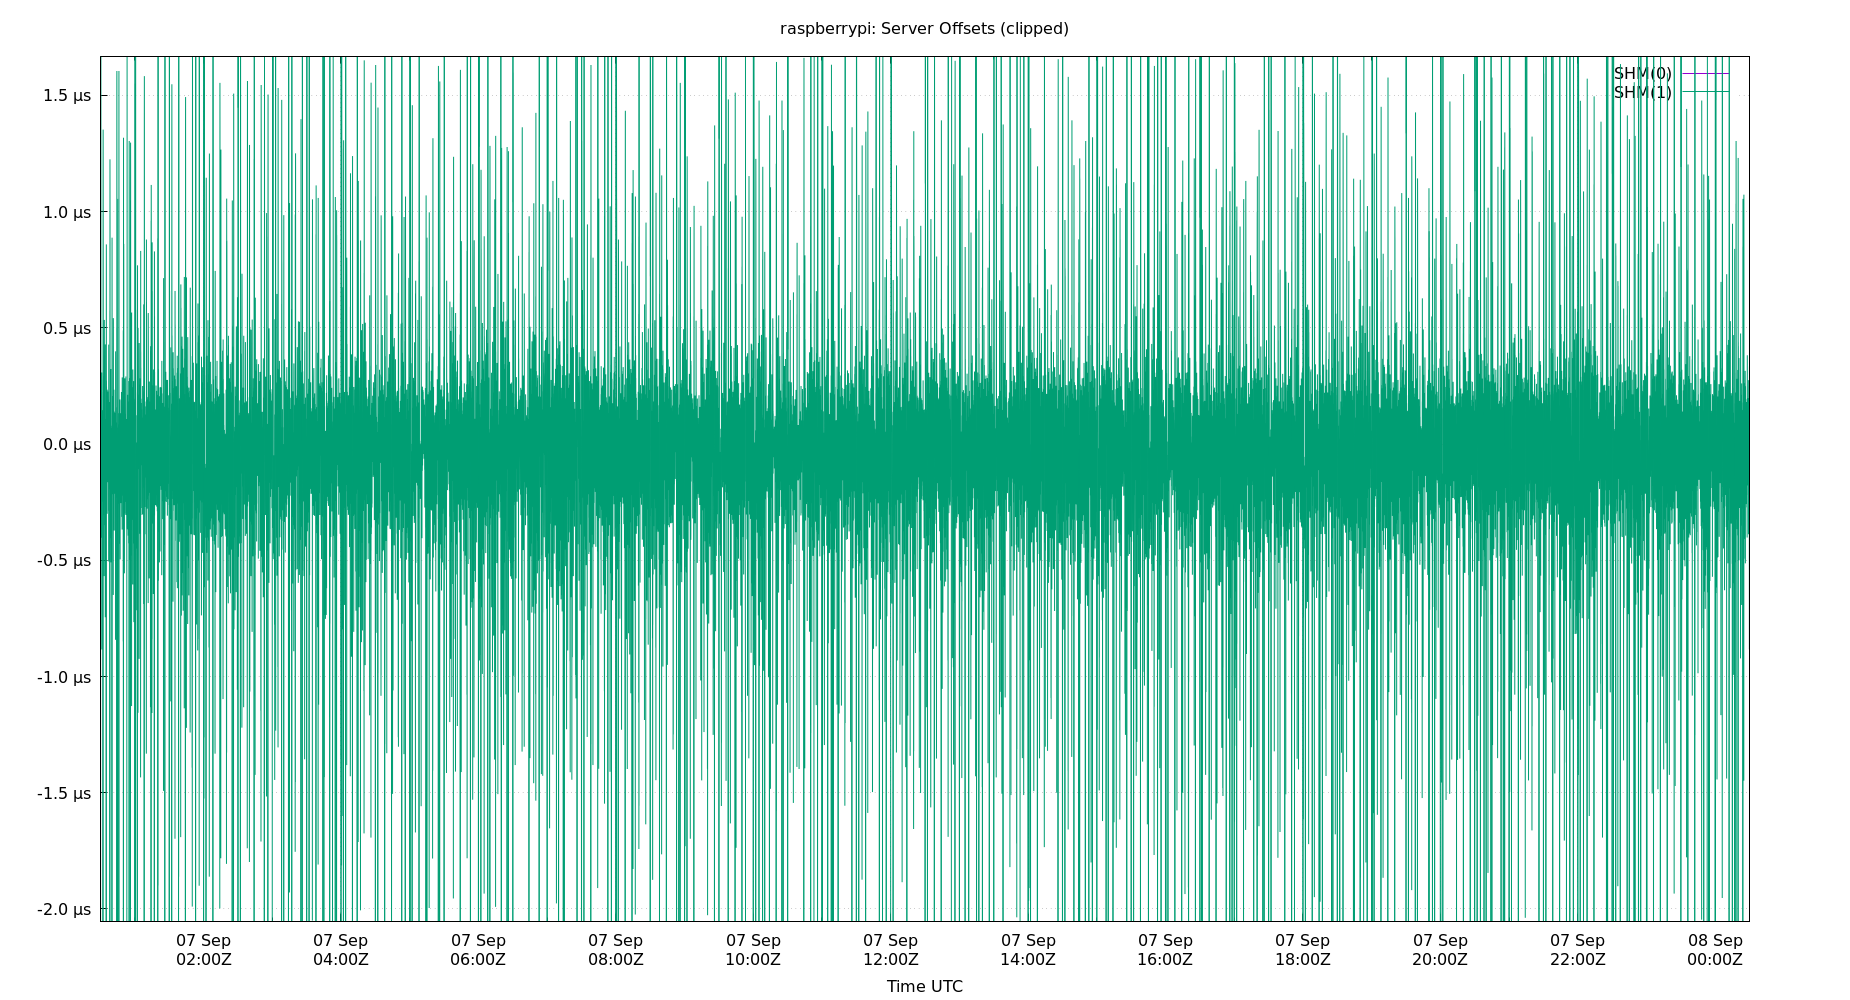 raspberrypi: Server Offsets (clipped)
SHM(0)
SHM(1)
1.5 µs
1.0 µs
0.5 µs
0.0 µs
-0.5 µs
-1.0 µs
-1.5 µs
-2.0 µs
07 Sep 07 Sep 07 Sep 07 Sep 07 Sep 07 Sep 07 Sep 07 Sep 07 Sep 07 Sep 07 Sep 08 Sep
02:00Z 04:00Z 06:00Z 08:00Z 10:00Z 12:00Z 14:00Z 16:00Z 18:00Z 20:00Z 22:00Z 00:00Z
Time UTC